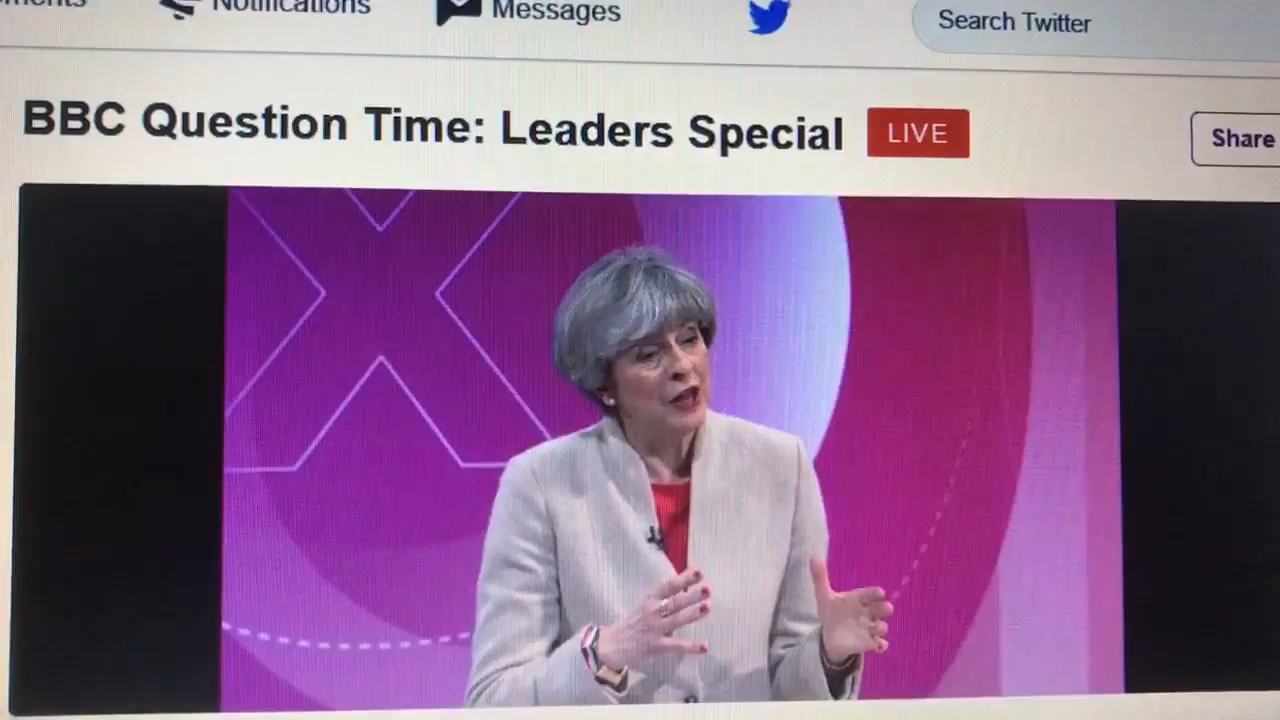 Notifications
Messages
Search Twitter
BBC Question Time: Leaders Special
LIVE
Share